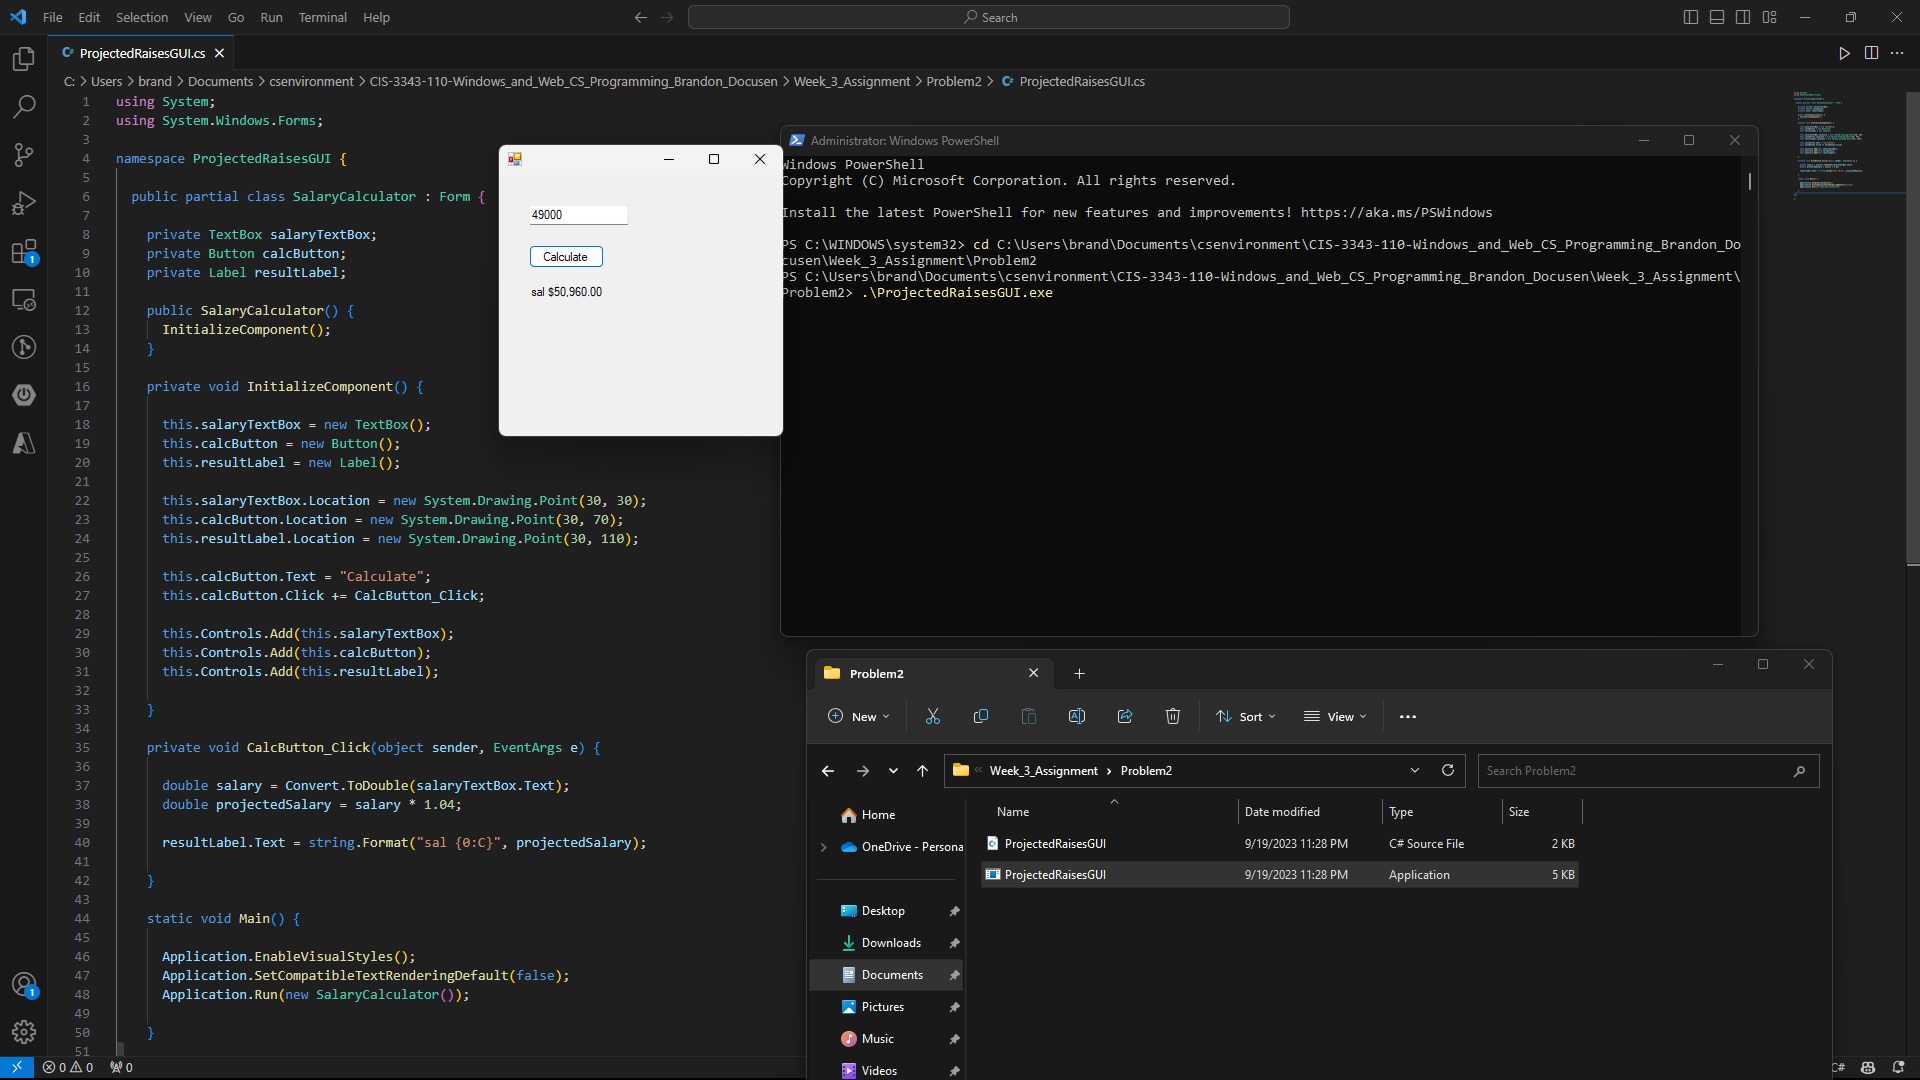 File Edit Selection View Go Run Terminal Help
Search
ProjectedRaisesGUI.cs
C: > Users > brand > Documents > csenvironment > CIS-3343-110-Windows_and_Web_CS_Programming_Brandon_Docusen > Week_3_Assignment > Problem2 > ProjectedRaisesGUI.cs
1 using System;
2 using System.Windows.Forms;
3
4 namespace ProjectedRaisesGUI {
5
6 public partial class SalaryCalculator : Form {
7
8 private TextBox salaryTextBox;
9 private Button calcButton;
10 private Label resultLabel;
11
12 public SalaryCalculator() {
13 InitializeComponent();
14 }
15
16 private void InitializeComponent() {
17
18 this.salaryTextBox = new TextBox();
19 this.calcButton = new Button();
20 this.resultLabel = new Label();
21
22 this.salaryTextBox.Location = new System.Drawing.Point(30, 30);
23 this.calcButton.Location = new System.Drawing.Point(30, 70);
24 this.resultLabel.Location = new System.Drawing.Point(30, 110);
25
26 this.calcButton.Text = "Calculate";
27 this.calcButton.Click += CalcButton_Click;
28
29 this.Controls.Add(this.salaryTextBox);
30 this.Controls.Add(this.calcButton);
31 this.Controls.Add(this.resultLabel);
32
33 }
34
35 private void CalcButton_Click(object sender, EventArgs e) {
36
37 double salary = Convert.ToDouble(salaryTextBox.Text);
38 double projectedSalary = salary * 1.04;
39
40 resultLabel.Text = string.Format("sal {0:C}", projectedSalary);
41
42 }
43
44 static void Main() {
45
46 Application.EnableVisualStyles();
47 Application.SetCompatibleTextRenderingDefault(false);
48 Application.Run(new SalaryCalculator());
49
50 }
51
49000
Calculate
sal $50,960.00
Administrator: Windows PowerShell
Windows PowerShell
Copyright (C) Microsoft Corporation. All rights reserved.
Install the latest PowerShell for new features and improvements! https://aka.ms/PSWindows
PS C:\WINDOWS\system32> cd C:\Users\brand\Documents\csenvironment\CIS-3343-110-Windows_and_Web_CS_Programming_Brandon_Do
cusen\Week_3_Assignment\Problem2
PS C:\Users\brand\Documents\csenvironment\CIS-3343-110-Windows_and_Web_CS_Programming_Brandon_Docusen\Week_3_Assignment\
Problem2> .\ProjectedRaisesGUI.exe
Problem2
New Sort View
Week_3_Assignment > Problem2
Search Problem2
Home
OneDrive - Persona
Desktop
Downloads
Documents
Pictures
Music
Videos
Name Date modified Type Size
ProjectedRaisesGUI 9/19/2023 11:28 PM C# Source File 2 KB
ProjectedRaisesGUI 9/19/2023 11:28 PM Application 5 KB
1
1
0 0 0
C#